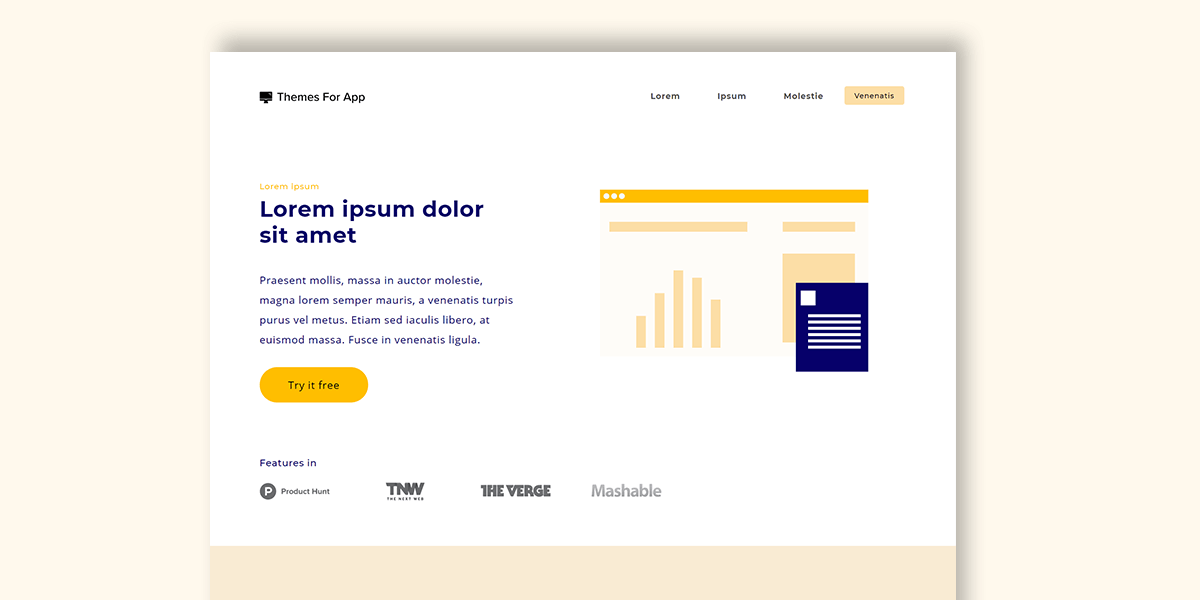 Themes For App
Lorem Ipsum Molestie Venenatis
Lorem Ipsum
Lorem ipsum dolor
sit amet
Praesent mollis, massa in auctor molestie,
magna lorem semper mauris, a venenatis turpis
purus vel metus. Etiam sed iaculis libero, at
euismod massa. Fusce in venenatis ligula.
Try it free
Features in
P Product Hunt
TNW
THE NEXT WEB
THE VERGE
Mashable